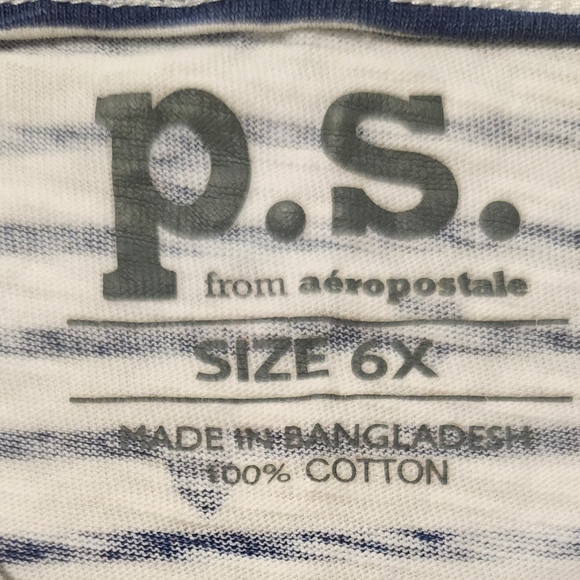 p.s.
from aéropostale
SIZE 6X
MADE IN BANGLADESH
100% COTTON